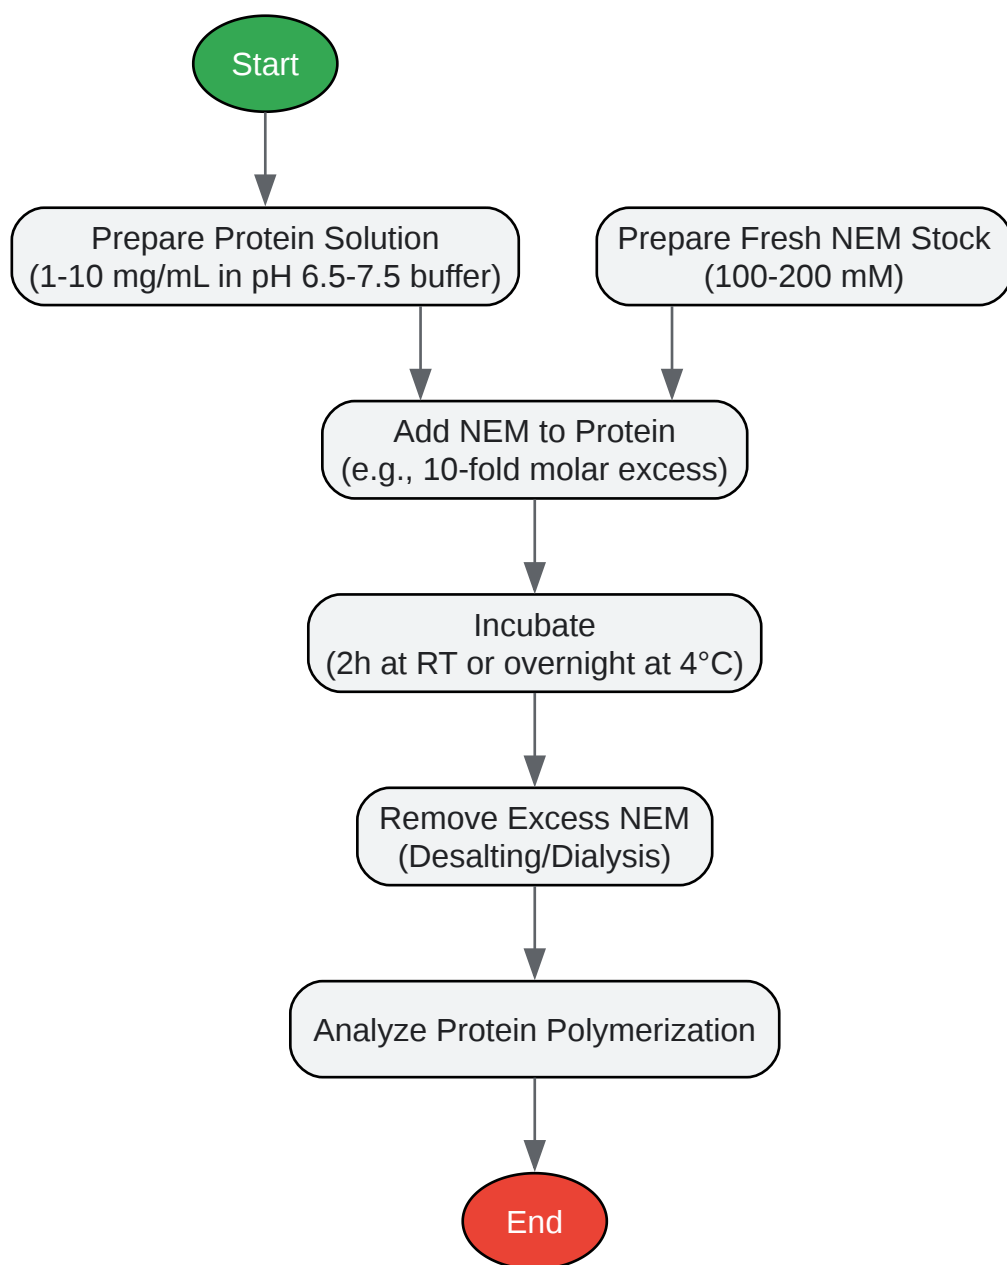 Start
Prepare Protein Solution
(1-10 mg/mL in pH 6.5-7.5 buffer)
Prepare Fresh NEM Stock
(100-200 mM)
Add NEM to Protein
(e.g., 10-fold molar excess)
Incubate
(2h at RT or overnight at 4°C)
Remove Excess NEM
(Desalting/Dialysis)
Analyze Protein Polymerization
End